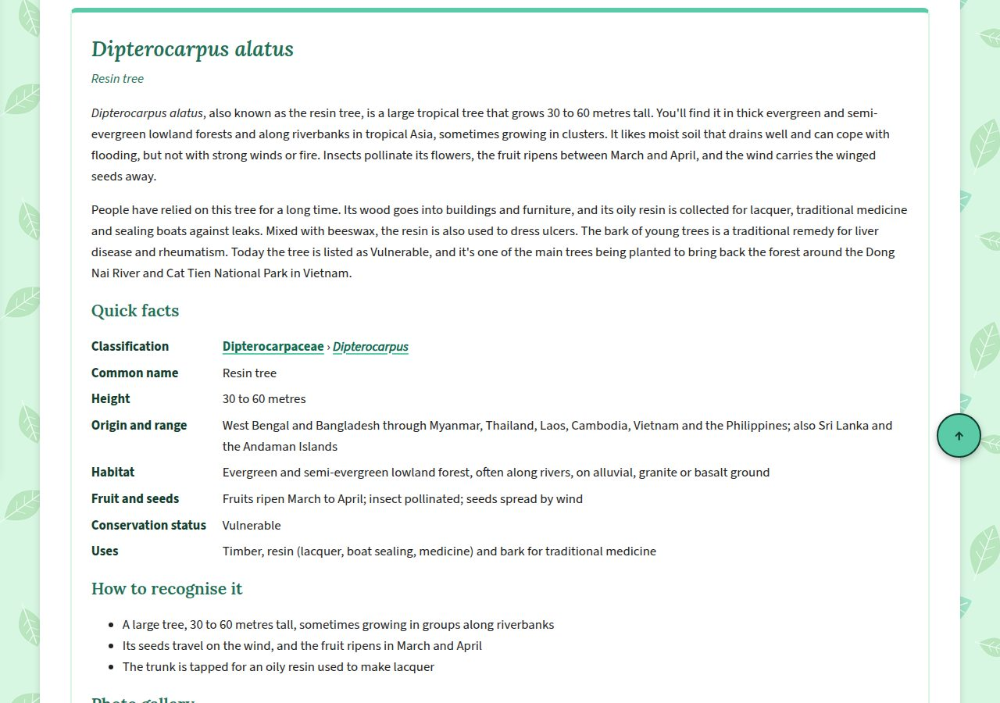 Dipterocarpus alatus
Resin tree
Dipterocarpus alatus, also known as the resin tree, is a large tropical tree that grows 30 to 60 metres tall. You'll find it in thick evergreen and semi-
evergreen lowland forests and along riverbanks in tropical Asia, sometimes growing in clusters. It likes moist soil that drains well and can cope with
flooding, but not with strong winds or fire. Insects pollinate its flowers, the fruit ripens between March and April, and the wind carries the winged
seeds away.
People have relied on this tree for a long time. Its wood goes into buildings and furniture, and its oily resin is collected for lacquer, traditional medicine
and sealing boats against leaks. Mixed with beeswax, the resin is also used to dress ulcers. The bark of young trees is a traditional remedy for liver
disease and rheumatism. Today the tree is listed as Vulnerable, and it's one of the main trees being planted to bring back the forest around the Dong
Nai River and Cat Tien National Park in Vietnam.
Quick facts
Classification Dipterocarpaceae › Dipterocarpus
Common name Resin tree
Height 30 to 60 metres
Origin and range West Bengal and Bangladesh through Myanmar, Thailand, Laos, Cambodia, Vietnam and the Philippines; also Sri Lanka and
the Andaman Islands
Habitat Evergreen and semi-evergreen lowland forest, often along rivers, on alluvial, granite or basalt ground
Fruit and seeds Fruits ripen March to April; insect pollinated; seeds spread by wind
Conservation status Vulnerable
Uses Timber, resin (lacquer, boat sealing, medicine) and bark for traditional medicine
How to recognise it
• A large tree, 30 to 60 metres tall, sometimes growing in groups along riverbanks
• Its seeds travel on the wind, and the fruit ripens in March and April
• The trunk is tapped for an oily resin used to make lacquer
Photo gallery